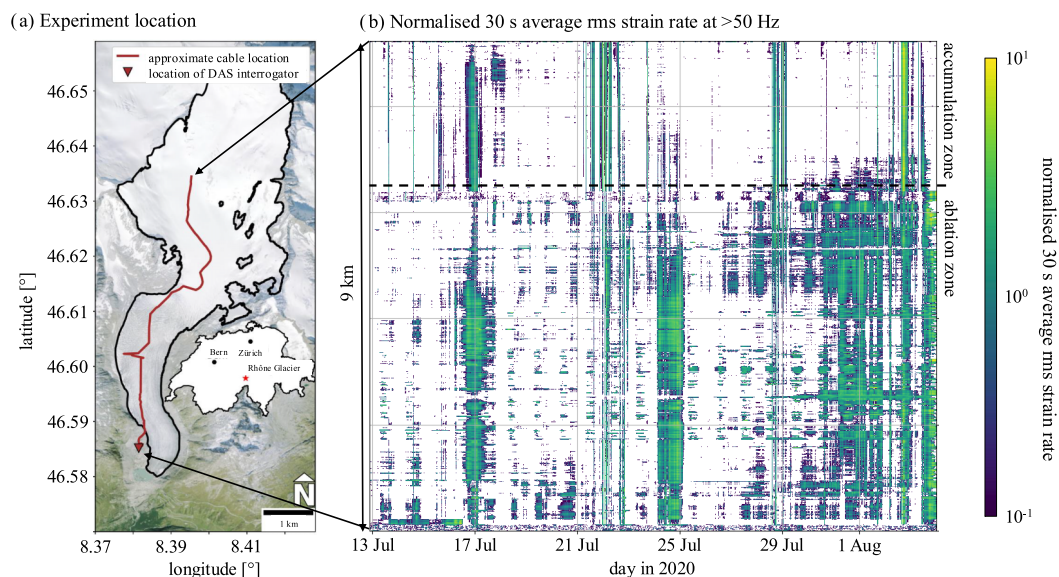 (a) Experiment location
(b) Normalised 30 s average rms strain rate at >50 Hz
approximate cable location
location of DAS interrogator
46.65
46.64
46.63
46.62
46.61
46.60
46.59
46.58
latitude [°]
Bern
Zürich
Rhône Glacier
N
1 km
8.37
8.39
8.41
longitude [°]
9 km
accumulation zone
ablation zone
13 Jul
17 Jul
21 Jul
25 Jul
29 Jul
1 Aug
day in 2020
10¹
10⁰
10⁻¹
normalised 30 s average rms strain rate